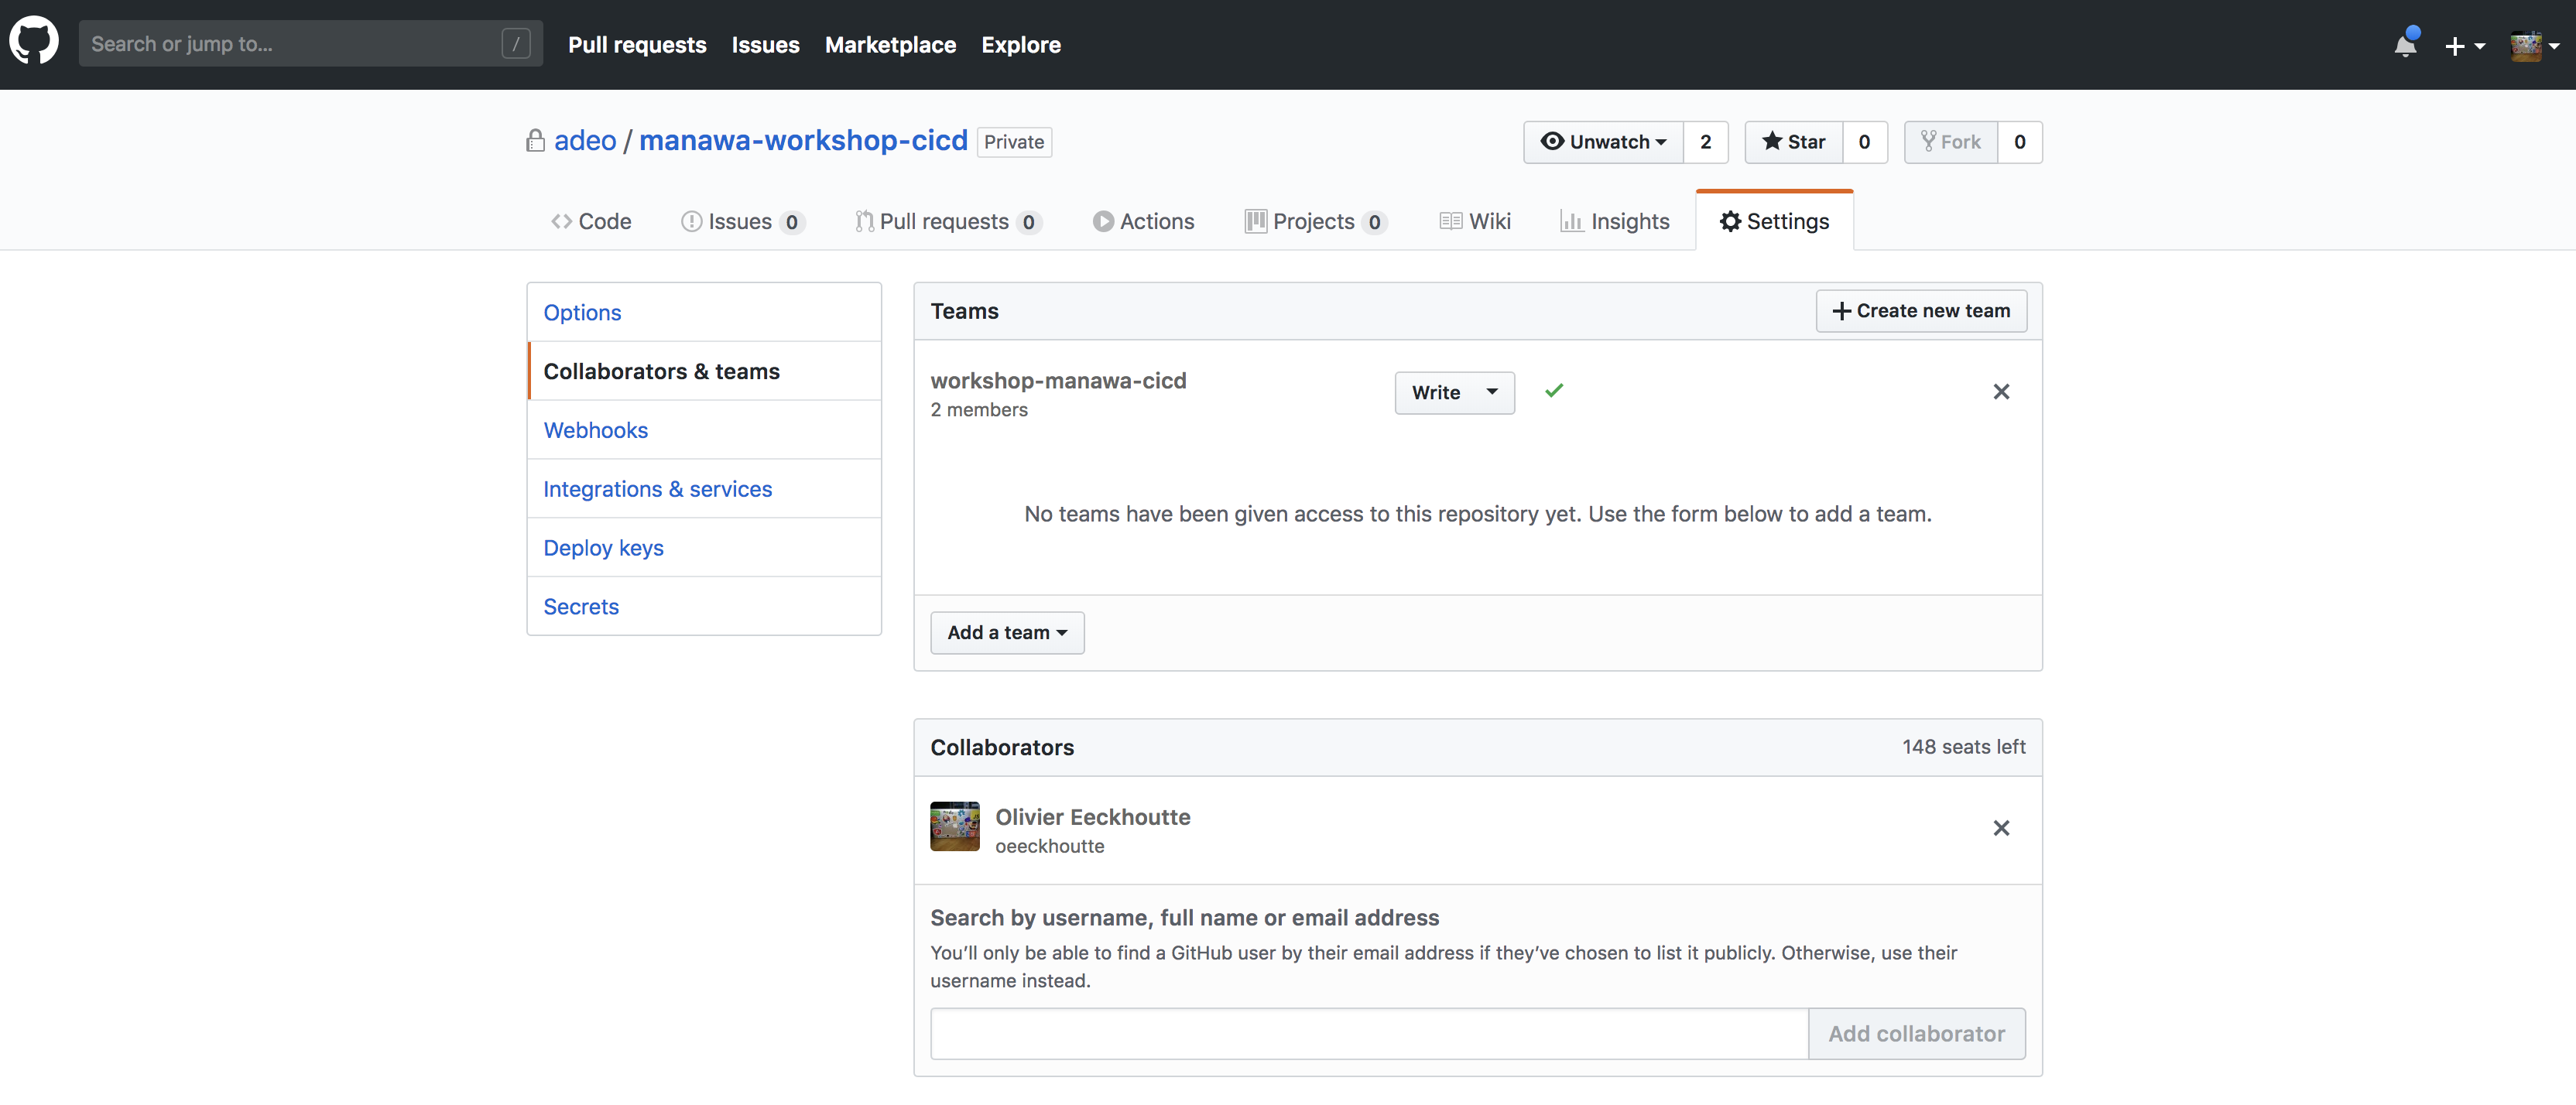 Search or jump to... /
Pull requests Issues Marketplace Explore
adeo / manawa-workshop-cicd Private
Unwatch 2 Star 0 Fork 0
Code Issues 0 Pull requests 0 Actions Projects 0 Wiki Insights Settings
Options
Collaborators & teams
Webhooks
Integrations & services
Deploy keys
Secrets
Teams
Create new team
workshop-manawa-cicd
2 members
Write
No teams have been given access to this repository yet. Use the form below to add a team.
Add a team
Collaborators
148 seats left
Olivier Eeckhoutte
oeeckhoutte
Search by username, full name or email address
You’ll only be able to find a GitHub user by their email address if they’ve chosen to list it publicly. Otherwise, use their
username instead.
Add collaborator